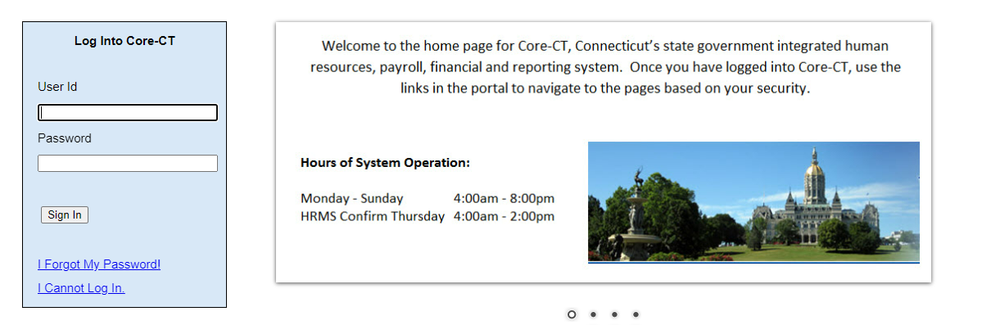 Log Into Core-CT
User Id
Password
Sign In
I Forgot My Password!
I Cannot Log In.
Welcome to the home page for Core-CT, Connecticut's state government integrated human
resources, payroll, financial and reporting system.  Once you have logged into Core-CT, use the
links in the portal to navigate to the pages based on your security.
Hours of System Operation:
Monday - Sunday 4:00am - 8:00pm
HRMS Confirm Thursday 4:00am - 2:00pm